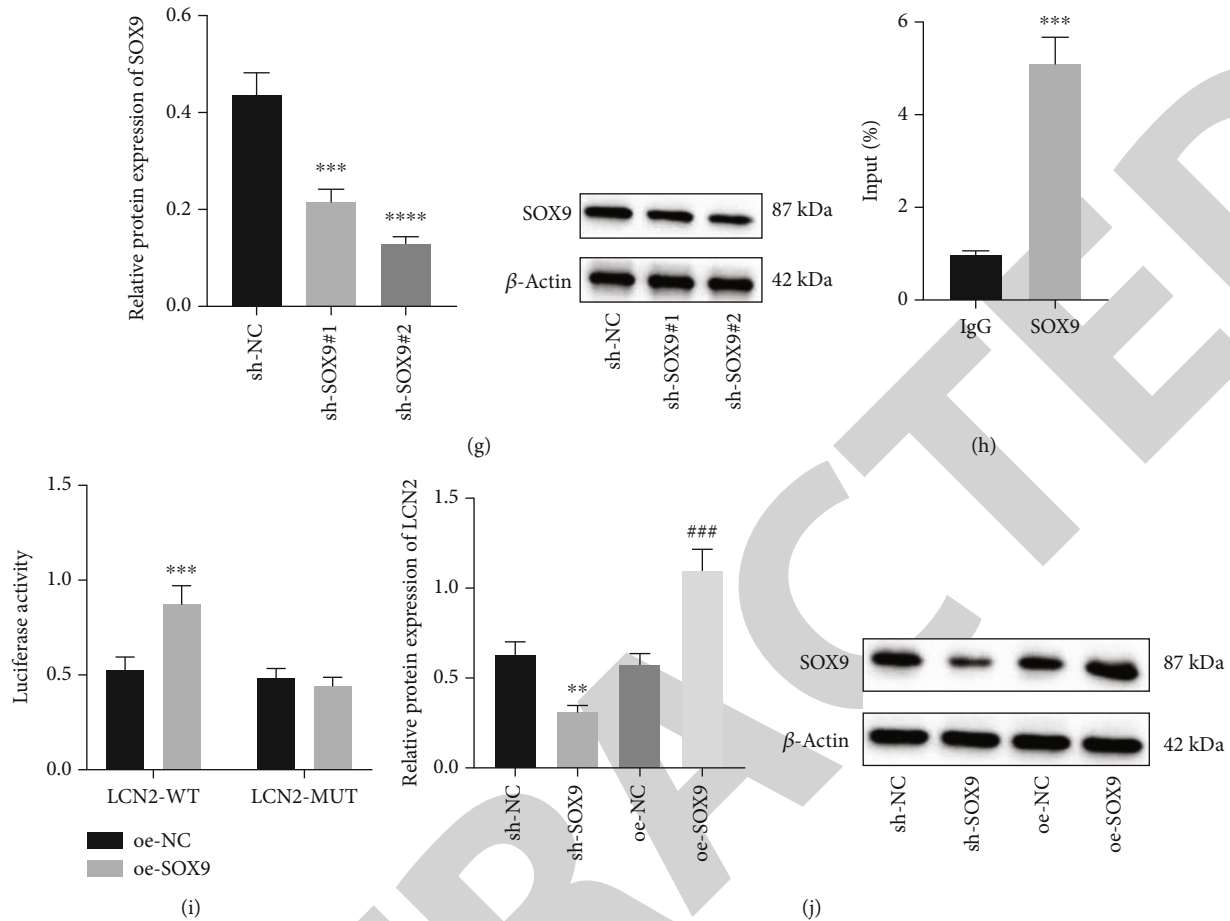 Relative protein expression of SOX9
0.6
0.4
0.2
0.0
***
****
sh-NC
sh-SOX9#1
sh-SOX9#2
SOX9
87 kDa
β-Actin
42 kDa
sh-NC
sh-SOX9#1
sh-SOX9#2
(g)
Input (%)
6
4
2
0
***
IgG
SOX9
(h)
Luciferase activity
1.5
1.0
0.5
0.0
***
LCN2-WT
LCN2-MUT
oe-NC
oe-SOX9
(i)
Relative protein expression of LCN2
1.5
1.0
0.5
0.0
**
###
sh-NC
sh-SOX9
oe-NC
oe-SOX9
SOX9
87 kDa
β-Actin
42 kDa
sh-NC
sh-SOX9
oe-NC
oe-SOX9
(j)
RACTED